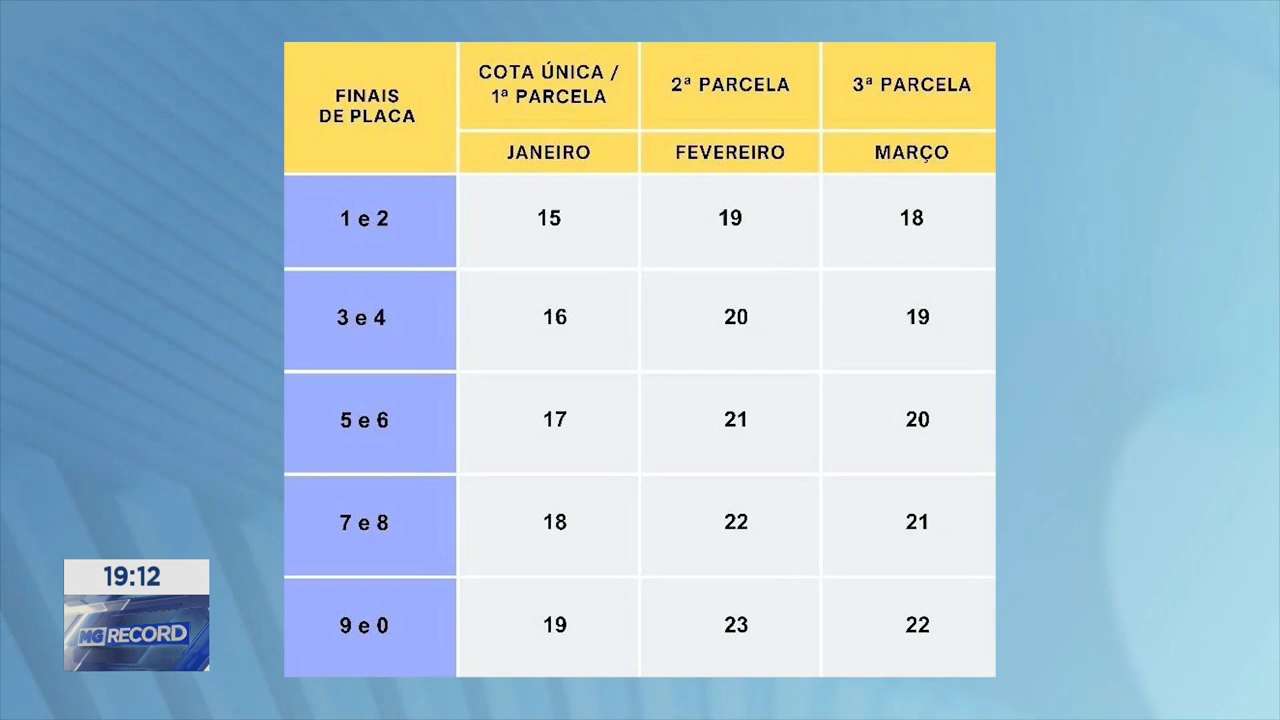 FINAIS
DE PLACA
COTA ÚNICA /
1ª PARCELA
2ª PARCELA
3ª PARCELA
JANEIRO
FEVEREIRO
MARÇO
1 e 2
15
19
18
3 e 4
16
20
19
5 e 6
17
21
20
7 e 8
18
22
21
9 e 0
19
23
22
19:12
MG RECORD